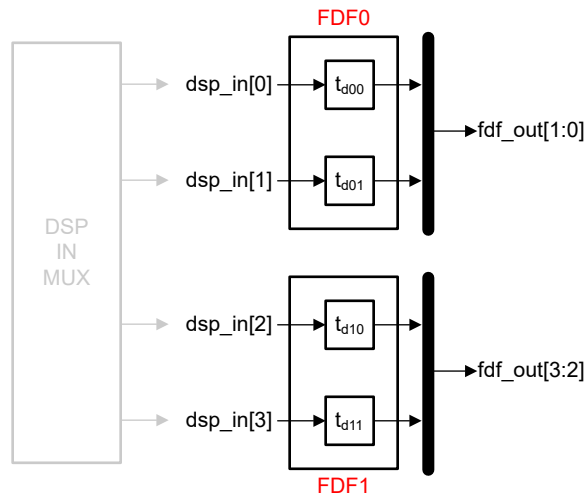 FDF0
dsp_in[0]
t_d00
dsp_in[1]
t_d01
fdf_out[1:0]
DSP
IN
MUX
dsp_in[2]
t_d10
dsp_in[3]
t_d11
fdf_out[3:2]
FDF1